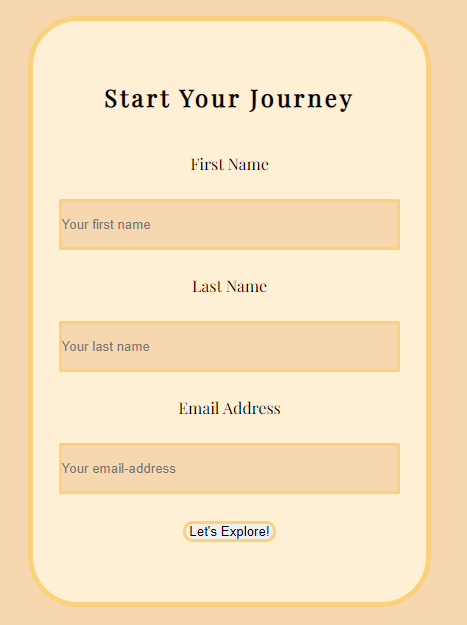 Start Your Journey
First Name
Your first name
Last Name
Your last name
Email Address
Your email-address
Let's Explore!